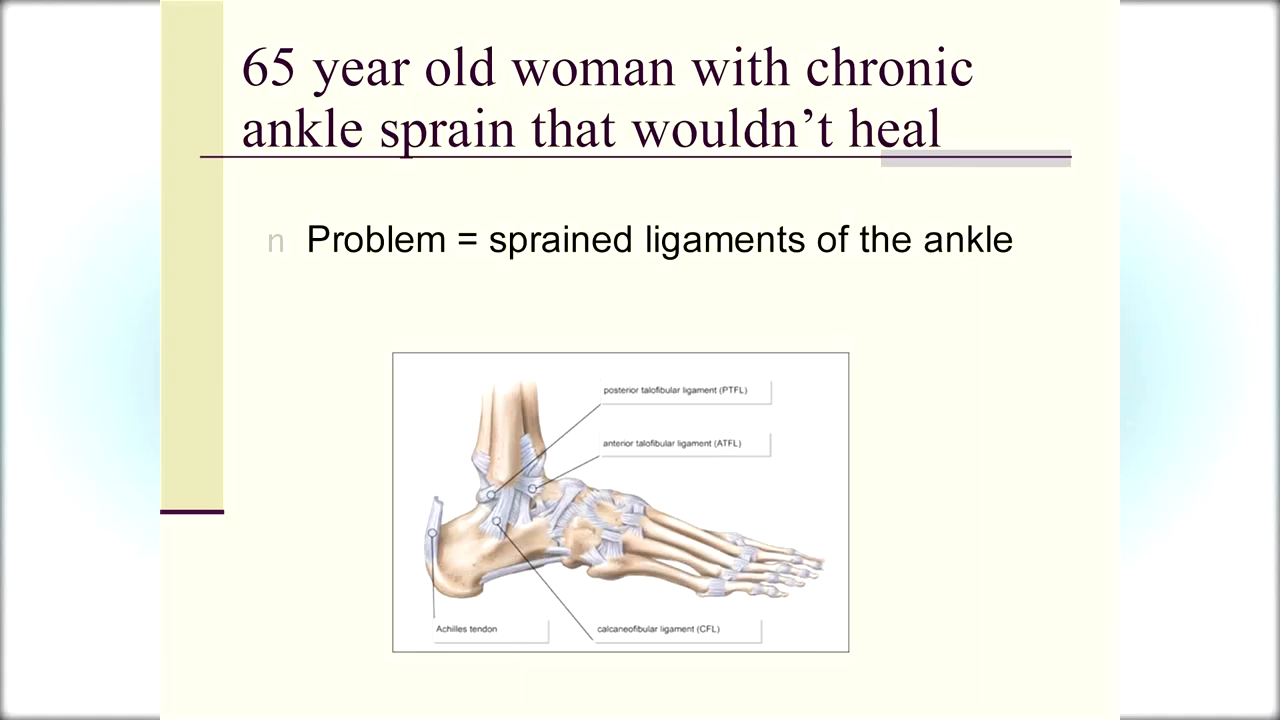 65 year old woman with chronic
ankle sprain that wouldn’t heal
n Problem = sprained ligaments of the ankle
posterior talofibular ligament (PTFL)
anterior talofibular ligament (ATFL)
Achilles tendon
calcaneofibular ligament (CFL)